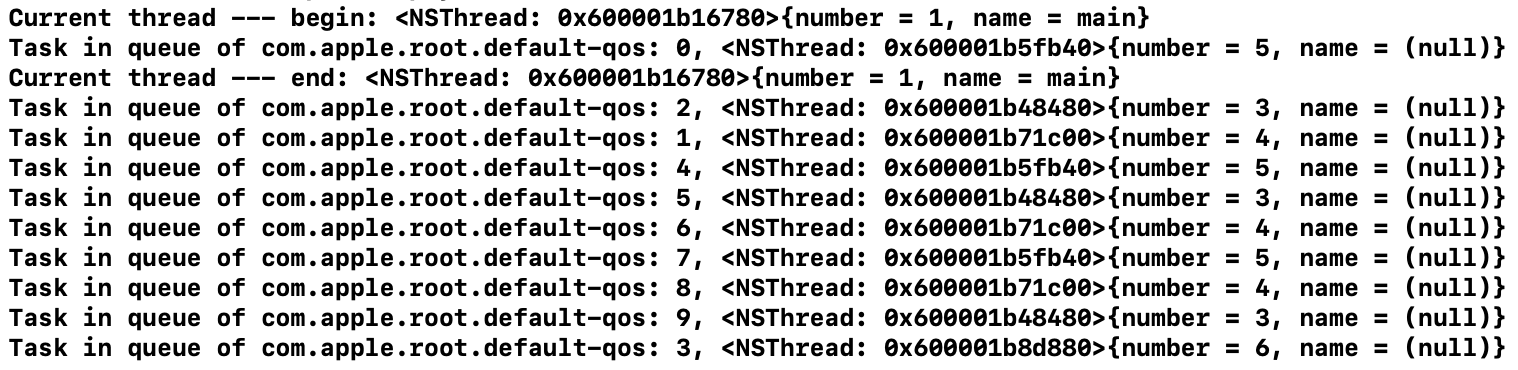 Current thread --- begin: <NSThread: 0x600001b16780>{number = 1, name = main}
Task in queue of com.apple.root.default-qos: 0, <NSThread: 0x600001b5fb40>{number = 5, name = (null)}
Current thread --- end: <NSThread: 0x600001b16780>{number = 1, name = main}
Task in queue of com.apple.root.default-qos: 2, <NSThread: 0x600001b48480>{number = 3, name = (null)}
Task in queue of com.apple.root.default-qos: 1, <NSThread: 0x600001b71c00>{number = 4, name = (null)}
Task in queue of com.apple.root.default-qos: 4, <NSThread: 0x600001b5fb40>{number = 5, name = (null)}
Task in queue of com.apple.root.default-qos: 5, <NSThread: 0x600001b48480>{number = 3, name = (null)}
Task in queue of com.apple.root.default-qos: 6, <NSThread: 0x600001b71c00>{number = 4, name = (null)}
Task in queue of com.apple.root.default-qos: 7, <NSThread: 0x600001b5fb40>{number = 5, name = (null)}
Task in queue of com.apple.root.default-qos: 8, <NSThread: 0x600001b71c00>{number = 4, name = (null)}
Task in queue of com.apple.root.default-qos: 9, <NSThread: 0x600001b48480>{number = 3, name = (null)}
Task in queue of com.apple.root.default-qos: 3, <NSThread: 0x600001b8d880>{number = 6, name = (null)}